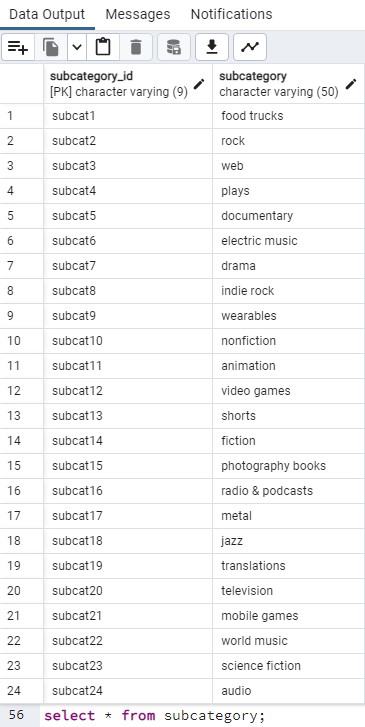 Data Output Messages Notifications
subcategory_id subcategory
[PK] character varying (9) character varying (50)
1 subcat1 food trucks
2 subcat2 rock
3 subcat3 web
4 subcat4 plays
5 subcat5 documentary
6 subcat6 electric music
7 subcat7 drama
8 subcat8 indie rock
9 subcat9 wearables
10 subcat10 nonfiction
11 subcat11 animation
12 subcat12 video games
13 subcat13 shorts
14 subcat14 fiction
15 subcat15 photography books
16 subcat16 radio & podcasts
17 subcat17 metal
18 subcat18 jazz
19 subcat19 translations
20 subcat20 television
21 subcat21 mobile games
22 subcat22 world music
23 subcat23 science fiction
24 subcat24 audio
56 select * from subcategory;